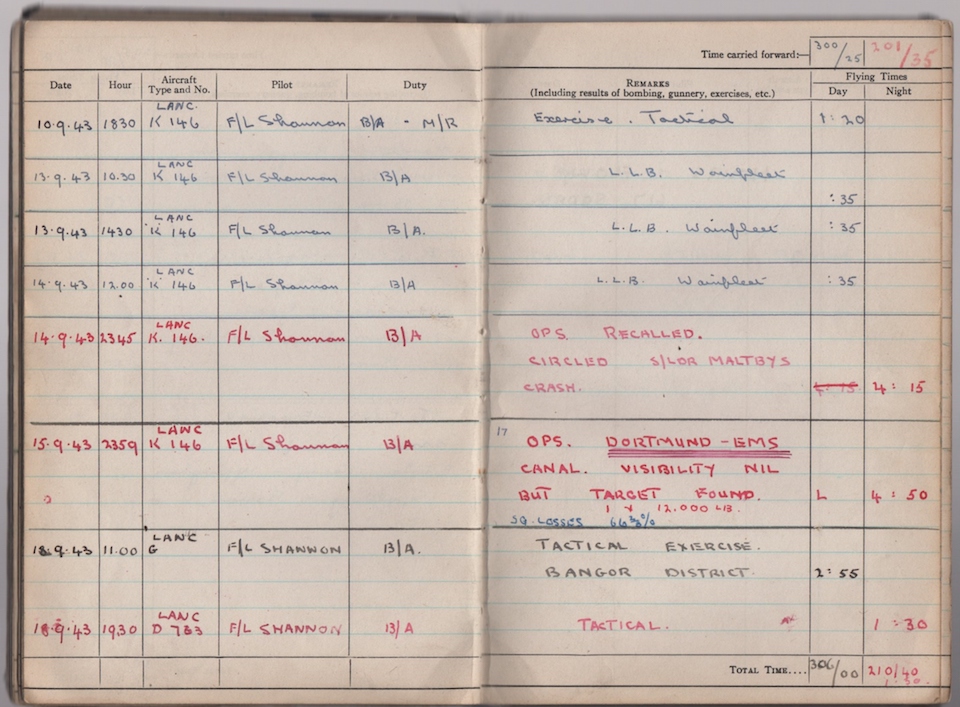 Time carried forward:— 300/25 201/35
Date Hour Aircraft Type and No. Pilot Duty REMARKS (Including results of bombing, gunnery, exercises, etc.) Flying Times Day Night
LANC.
10.9.43 1830 K 146 F/L Shannon B/A - M/R Exercise. Tactical 1:20
LANC
13.9.43 10.30 K 146 F/L Shannon B/A L.L.B. Wainfleet :35
LANC
13.9.43 1430 K 146 F/L Shannon B/A. L.L.B. Wainfleet :35
LANC
14.9.43 12.00 K 146 F/L Shannon B/A L.L.B. Wainfleet :35
LANC
14.9.43 2345 K. 146. F/L Shannon B/A OPS RECALLED.
CIRCLED S/LDR MALTBYS
CRASH. 4:15
LANC
15.9.43 2359 K 146 F/L Shannon B/A 17 OPS. DORTMUND-EMS
CANAL. VISIBILITY NIL
BUT TARGET FOUND. L 4:50
1 x 12,000 LB.
SQ. LOSSES 66⅔%
LANC
18.9.43 11.00 G F/L SHANNON B/A. TACTICAL EXERCISE.
BANGOR DISTRICT. 2:55
LANC
18.9.43 1930 D 733 F/L SHANNON B/A TACTICAL. 1:30
TOTAL TIME.... 306/00 210/40
1:30